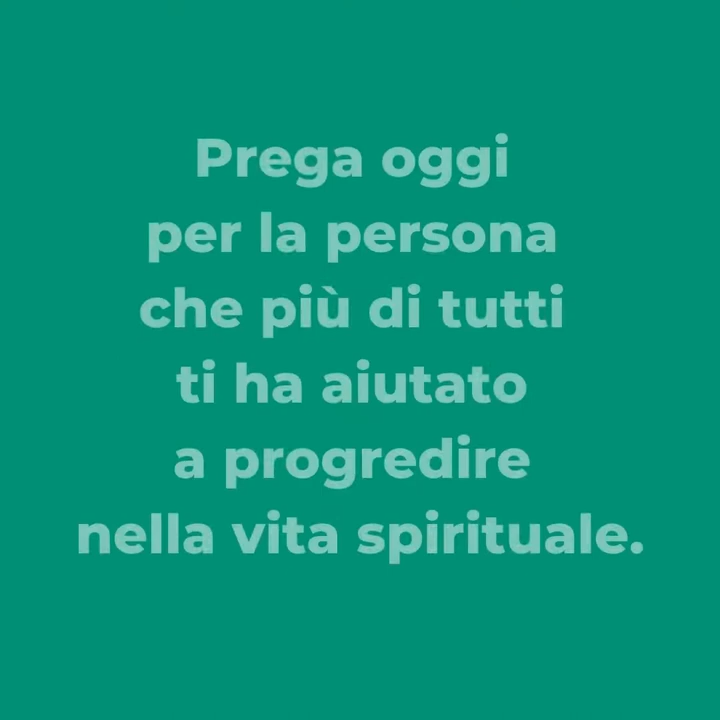 Prega oggi
per la persona
che più di tutti
ti ha aiutato
a progredire
nella vita spirituale.